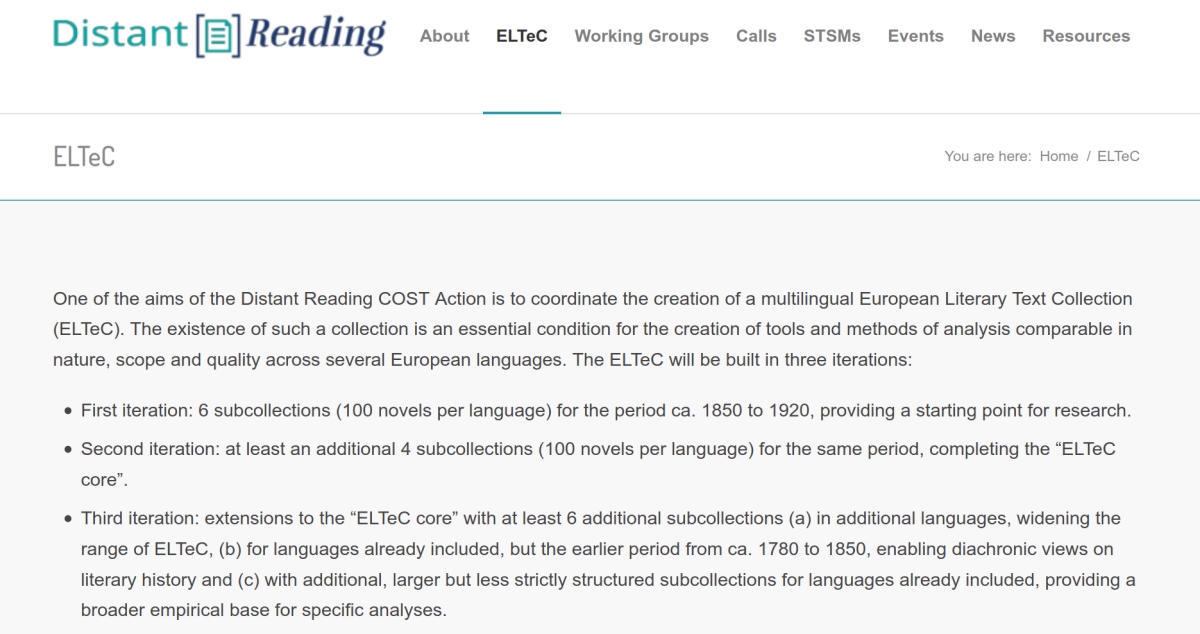 Distant Reading
About ELTeC Working Groups Calls STSMs Events News Resources
ELTeC
You are here: Home / ELTeC
One of the aims of the Distant Reading COST Action is to coordinate the creation of a multilingual European Literary Text Collection
(ELTeC). The existence of such a collection is an essential condition for the creation of tools and methods of analysis comparable in
nature, scope and quality across several European languages. The ELTeC will be built in three iterations:
• First iteration: 6 subcollections (100 novels per language) for the period ca. 1850 to 1920, providing a starting point for research.
• Second iteration: at least an additional 4 subcollections (100 novels per language) for the same period, completing the “ELTeC
core”.
• Third iteration: extensions to the “ELTeC core” with at least 6 additional subcollections (a) in additional languages, widening the
range of ELTeC, (b) for languages already included, but the earlier period from ca. 1780 to 1850, enabling diachronic views on
literary history and (c) with additional, larger but less strictly structured subcollections for languages already included, providing a
broader empirical base for specific analyses.